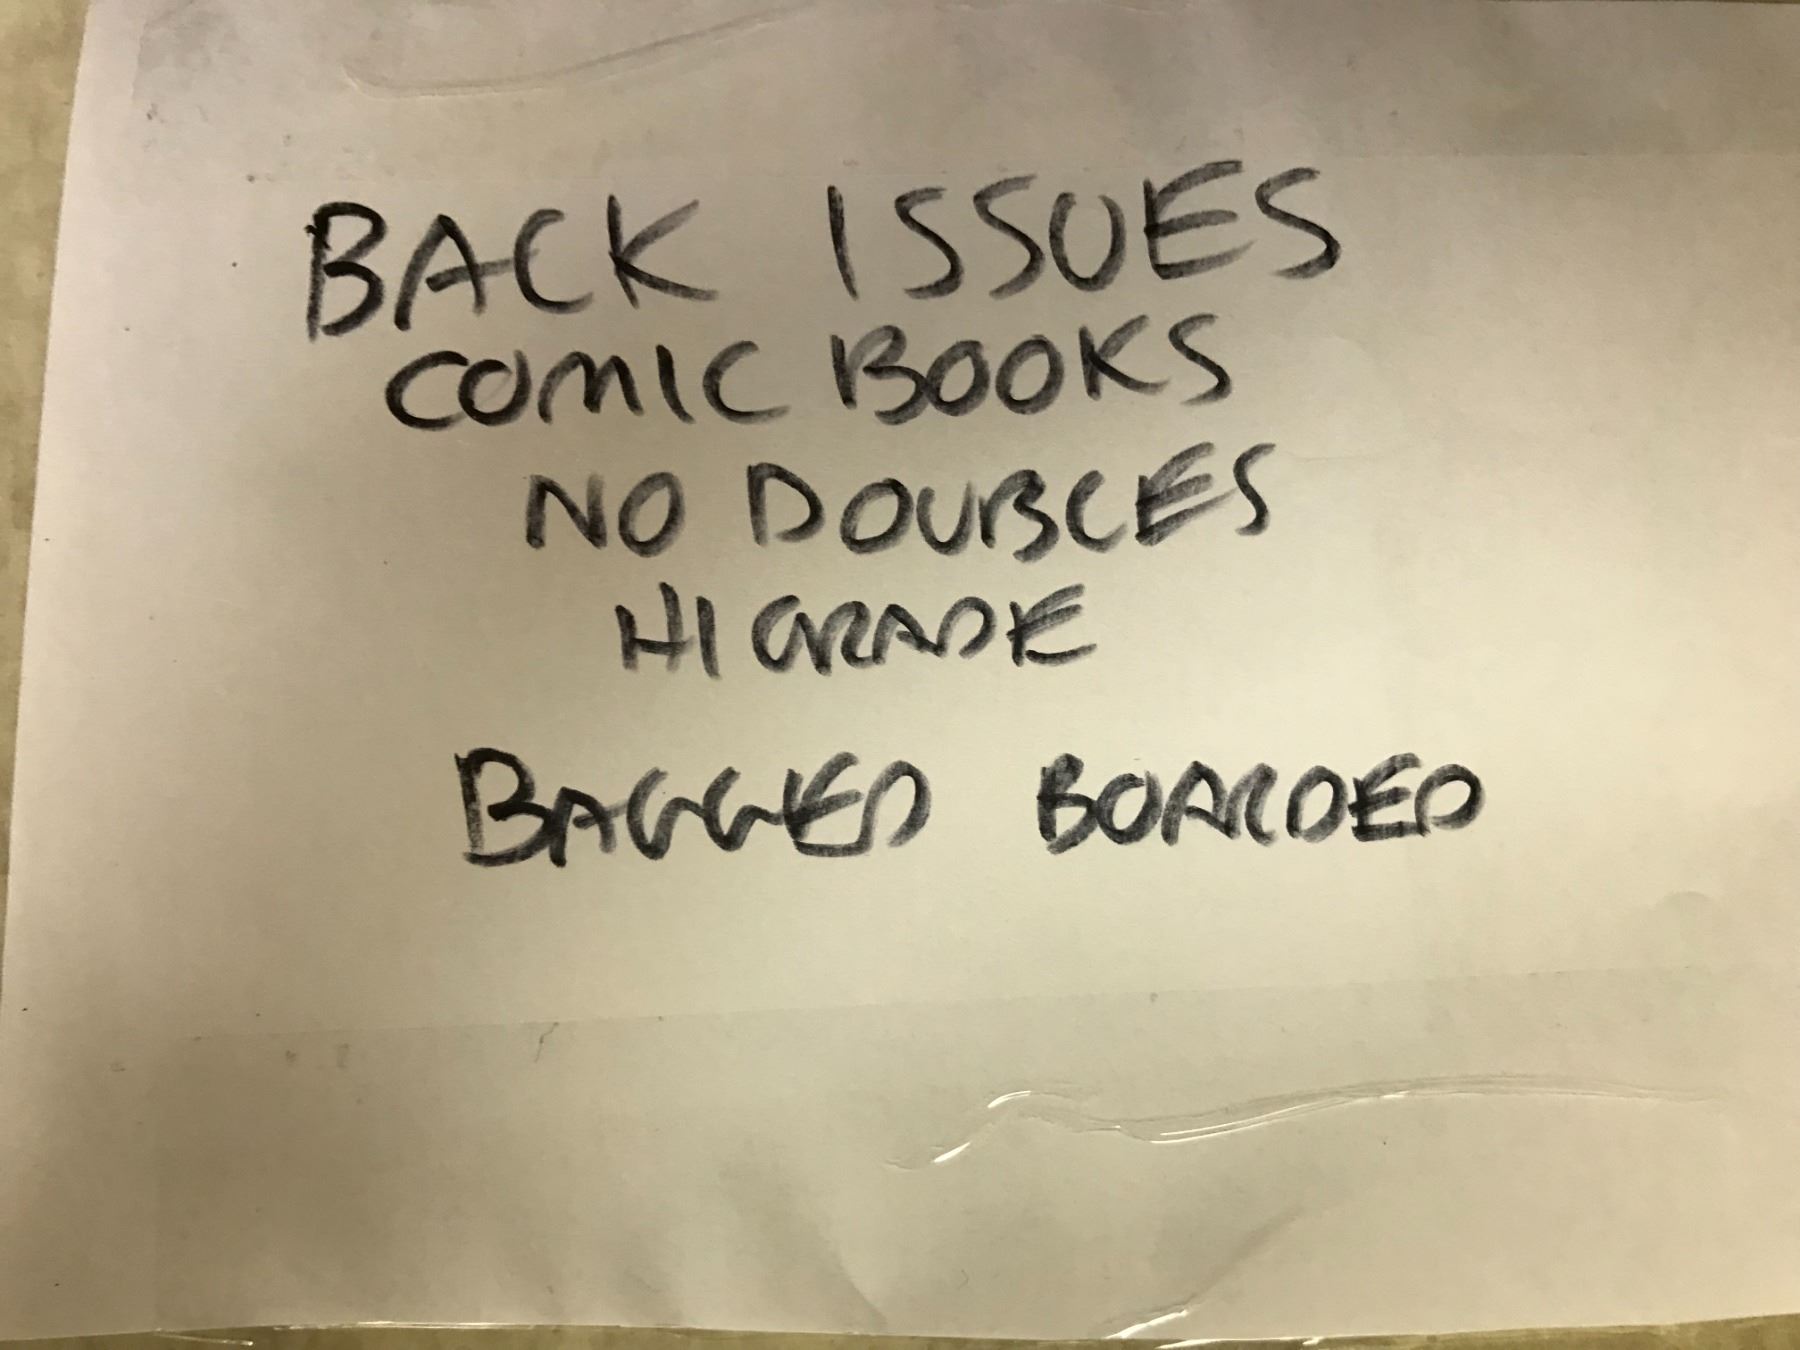 BACK ISSUES
COMIC BOOKS
NO DOUBLES
HI GRADE
BAGGED BOARDED